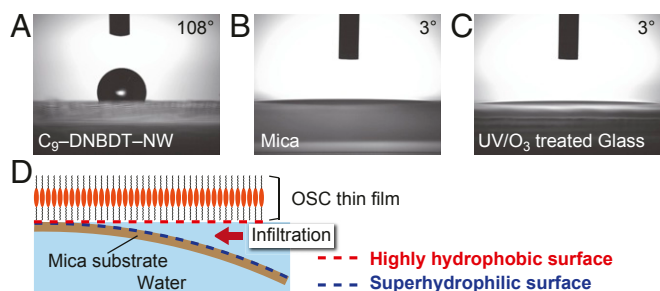 A
108°
C₉–DNBDT–NW
B
3°
Mica
C
3°
UV/O₃ treated Glass
D
OSC thin film
Infiltration
Mica substrate
Water
Highly hydrophobic surface
Superhydrophilic surface